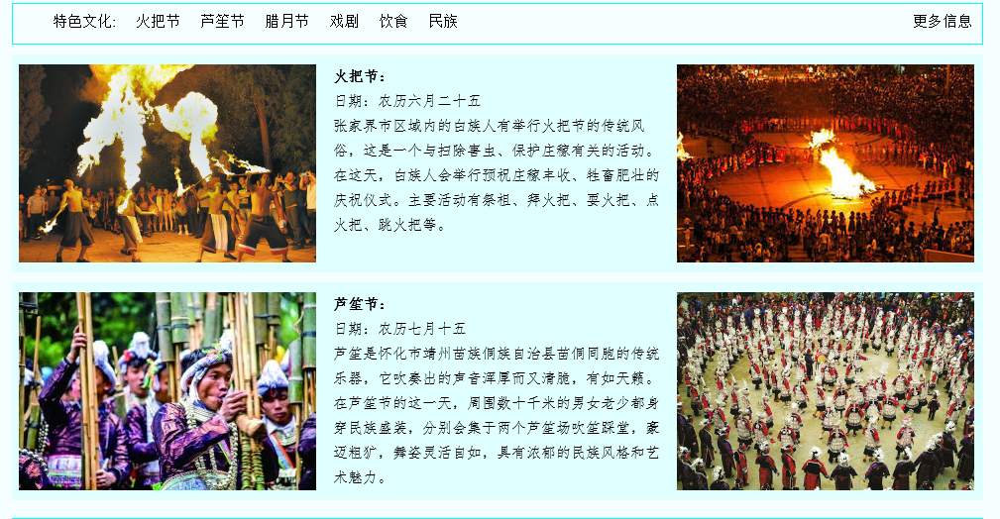 特色文化: 火把节 芦笙节 腊月节 戏剧 饮食 民族 更多信息
火把节:
日期: 农历六月二十五
张家界市区域内的白族人有举行火把节的传统风
俗，这是一个与扫除害虫、保护庄稼有关的活动。
在这天，白族人会举行预祝庄稼丰收、牲畜肥壮的
庆祝仪式。主要活动有祭祖、拜火把、耍火把、点
火把、跳火把等。
芦笙节:
日期: 农历七月十五
芦笙是怀化市靖州苗族侗族自治县苗侗同胞的传统
乐器，它吹奏出的声音浑厚而又清脆，有如天籁。
在芦笙节的这一天，周围数十千米的男女老少都身
穿民族盛装，分别会集于两个芦笙场吹笙踩堂，豪
迈粗犷，舞姿灵活自如，具有浓郁的民族风格和艺
术魅力。